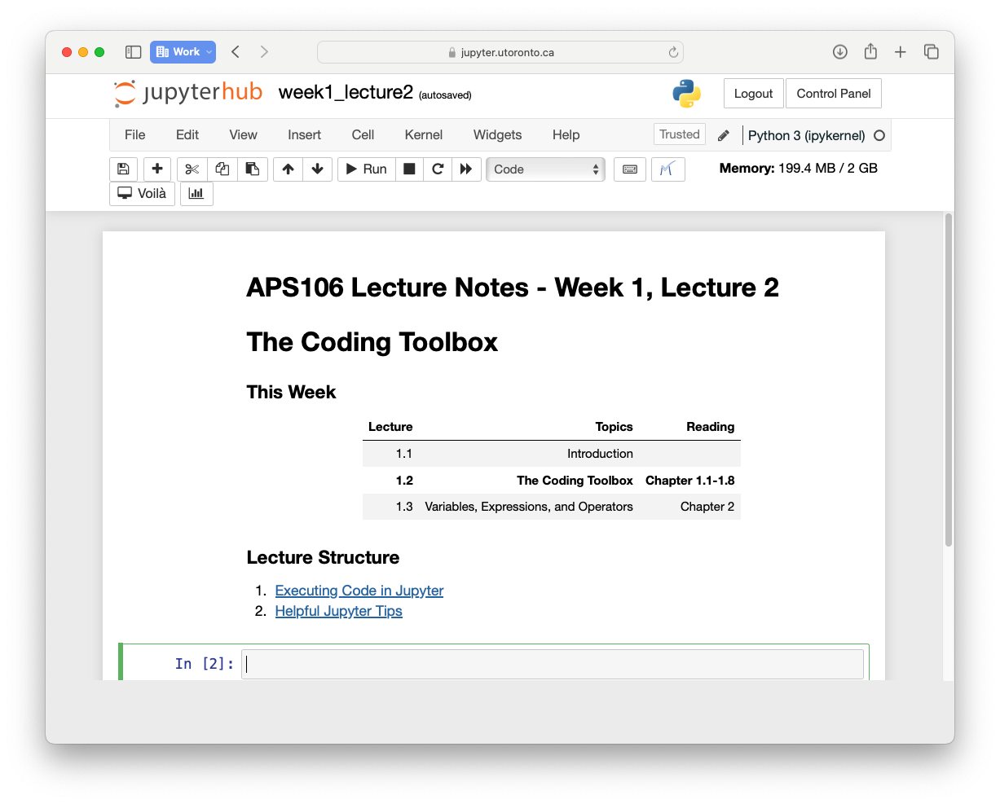 Work
jupyter.utoronto.ca
jupyterhub week1_lecture2 (autosaved)
Logout
Control Panel
File Edit View Insert Cell Kernel Widgets Help
Trusted
Python 3 (ipykernel)
Run
Code
Memory: 199.4 MB / 2 GB
Voilà
APS106 Lecture Notes - Week 1, Lecture 2
The Coding Toolbox
This Week
Lecture Topics Reading
1.1 Introduction
1.2 The Coding Toolbox Chapter 1.1-1.8
1.3 Variables, Expressions, and Operators Chapter 2
Lecture Structure
1. Executing Code in Jupyter
2. Helpful Jupyter Tips
In [2]: